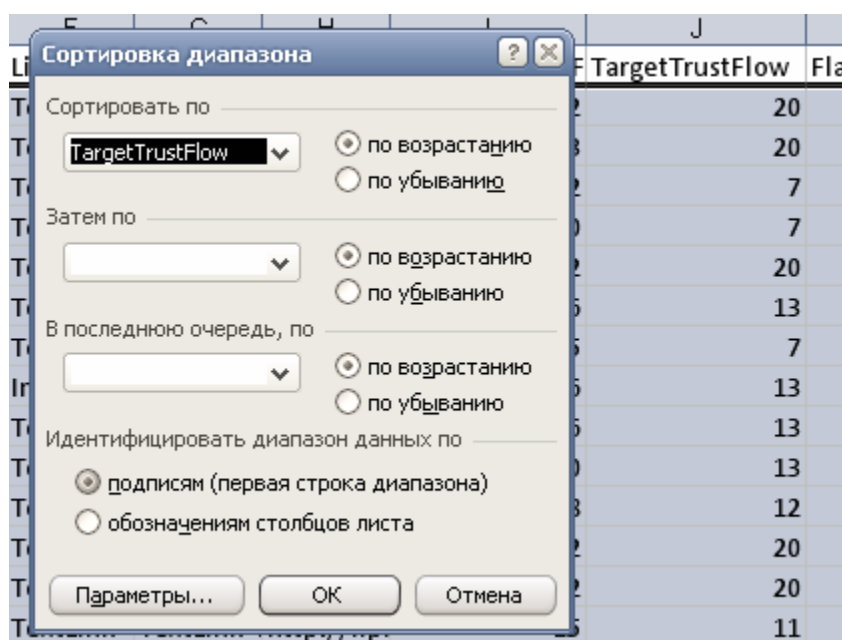 J
Сортировка диапазона
TargetTrustFlow
Сортировать по
20
TargetTrustFlow
по возрастанию
20
по убыванию
7
Затем по
7
по возрастанию
20
по убыванию
13
В последнюю очередь, по
7
по возрастанию
13
по убыванию
13
Идентифицировать диапазон данных по
13
подписям (первая строка диапазона)
12
обозначениям столбцов листа
20
Параметры...
ОК
Отмена
20
11